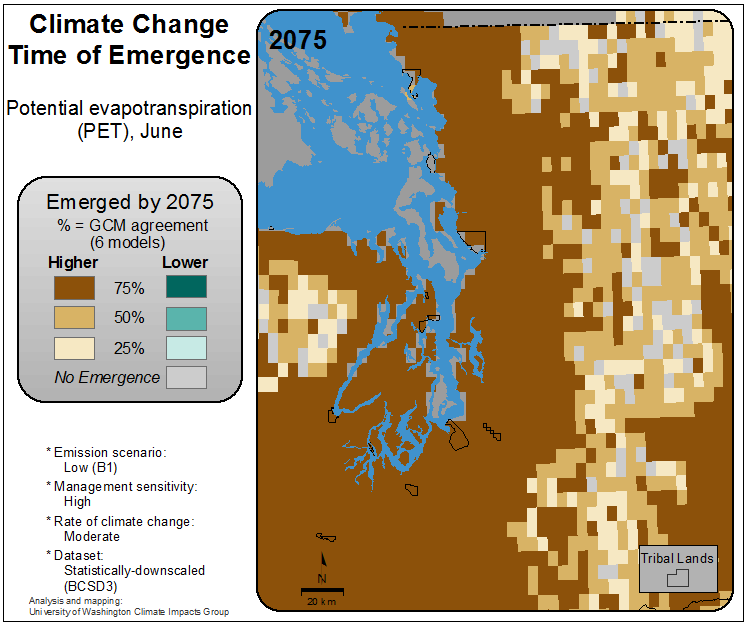 Climate Change
Time of Emergence
Potential evapotranspiration
(PET), June
Emerged by 2075
% = GCM agreement
(6 models)
Higher Lower
75%
50%
25%
No Emergence
* Emission scenario:
Low (B1)
* Management sensitivity:
High
* Rate of climate change:
Moderate
* Dataset:
Statistically-downscaled
(BCSD3)
Analysis and mapping:
University of Washington Climate Impacts Group
2075
N
20 km
Tribal Lands